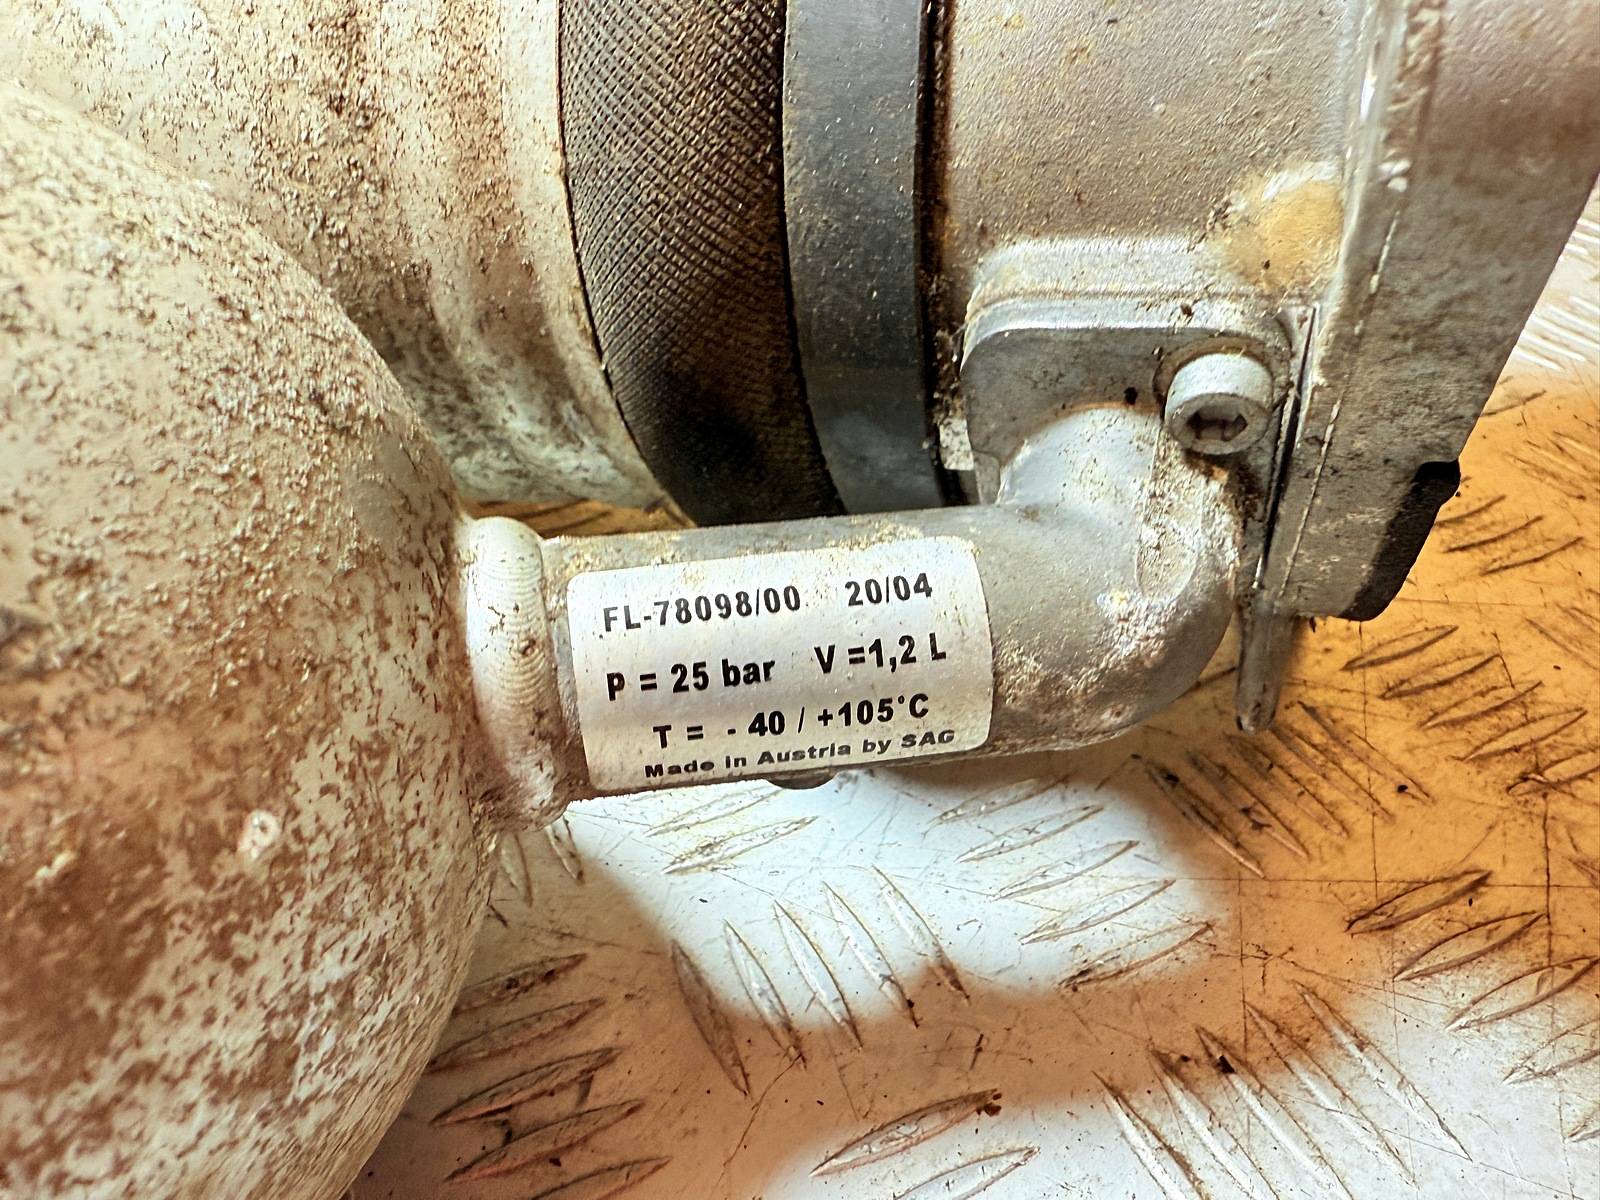 FL-78098/00 20/04
P = 25 bar V =1,2 L
T = - 40 / +105°C
Made in Austria by SAG